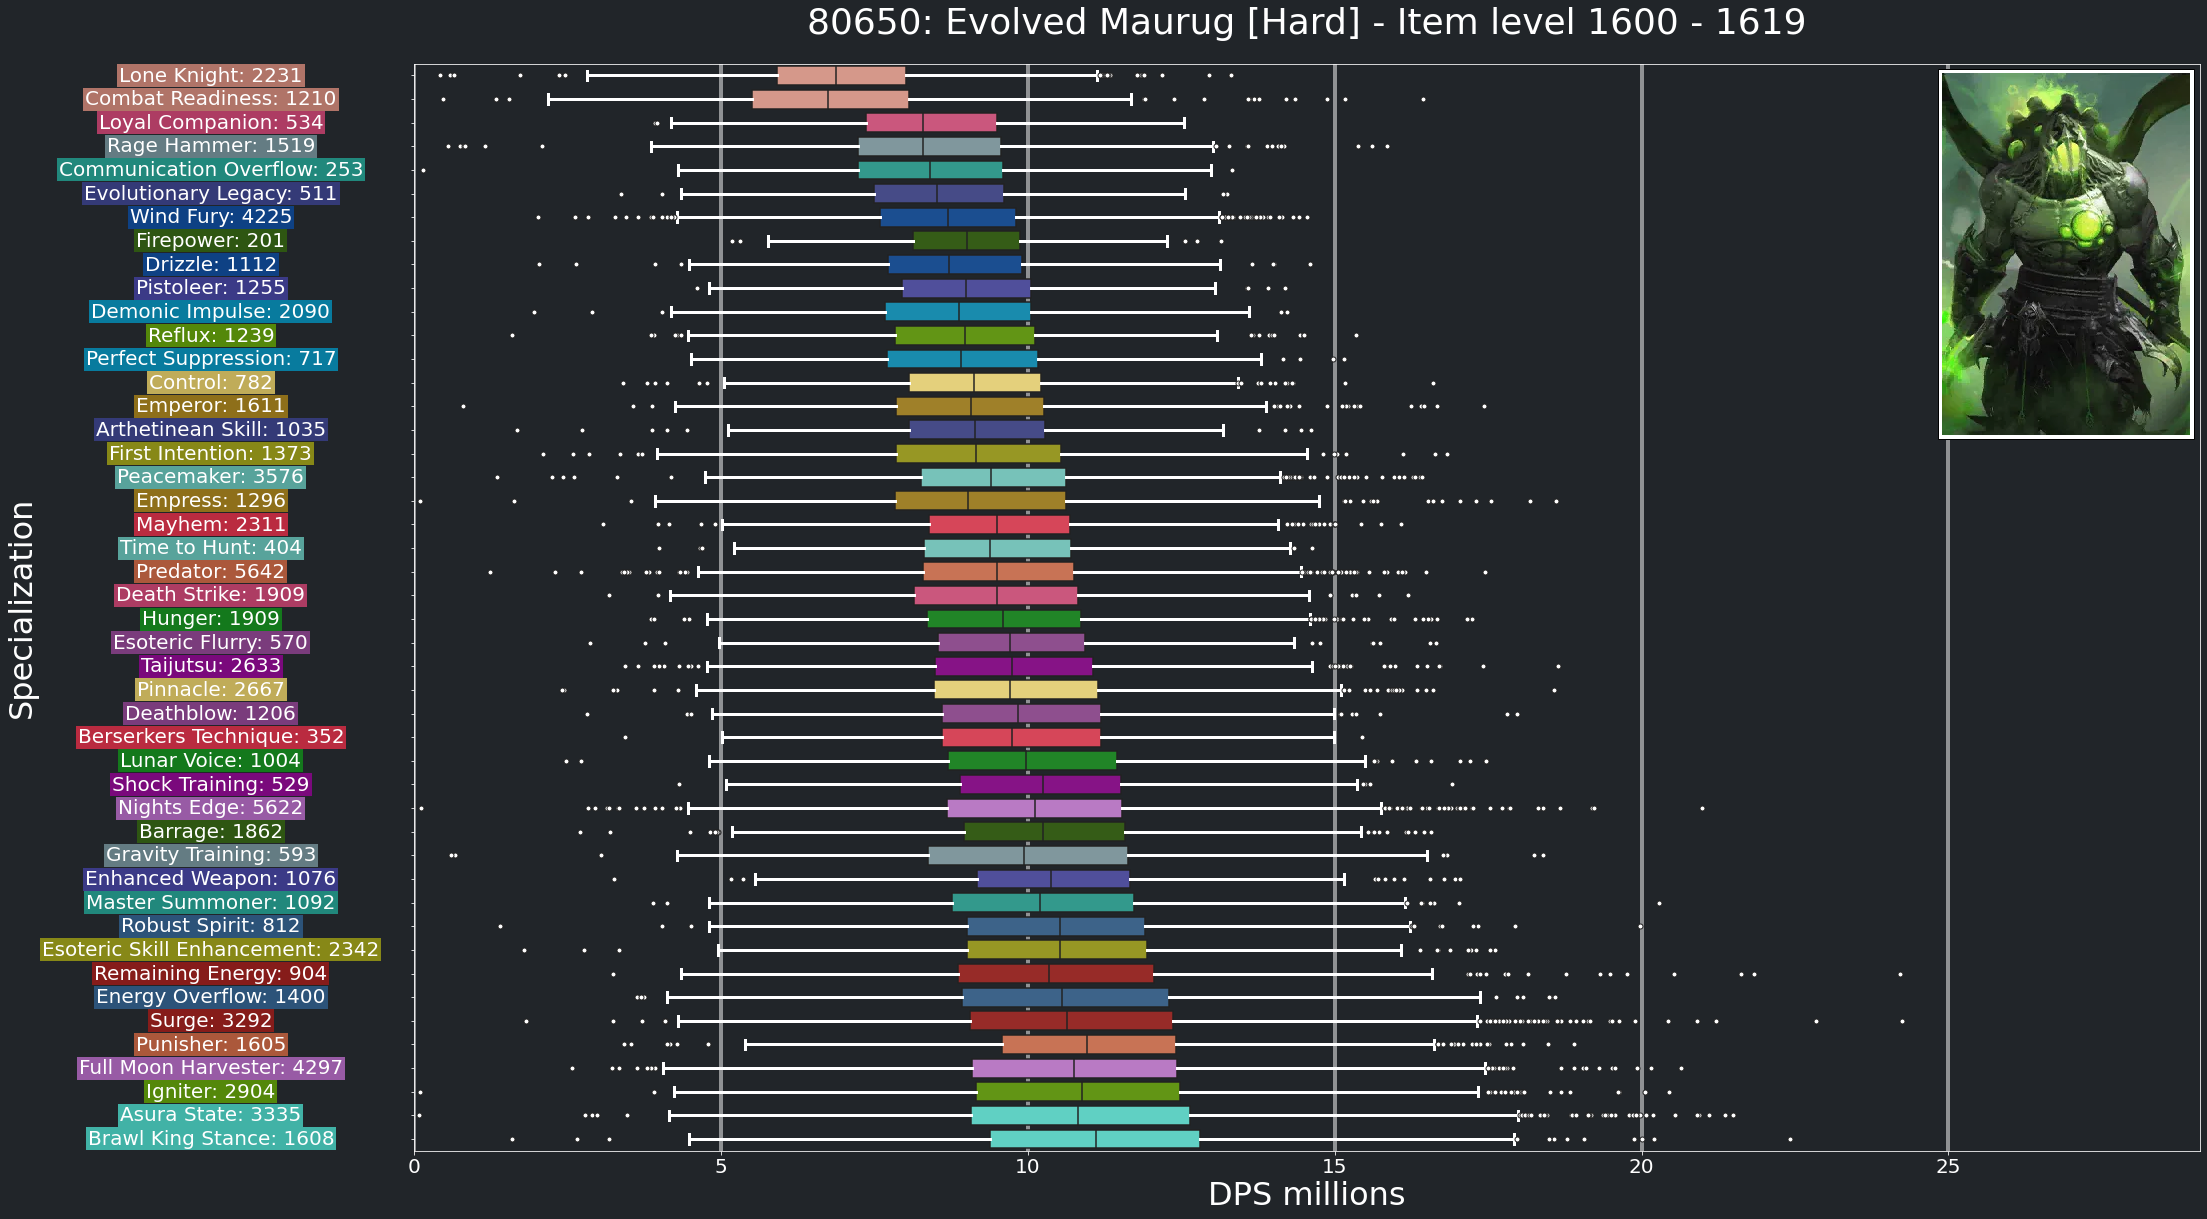 80650: Evolved Maurug [Hard] - Item level 1600 - 1619
Specialization
Lone Knight: 2231
Combat Readiness: 1210
Loyal Companion: 534
Rage Hammer: 1519
Communication Overflow: 253
Evolutionary Legacy: 511
Wind Fury: 4225
Firepower: 201
Drizzle: 1112
Pistoleer: 1255
Demonic Impulse: 2090
Reflux: 1239
Perfect Suppression: 717
Control: 782
Emperor: 1611
Arthetinean Skill: 1035
First Intention: 1373
Peacemaker: 3576
Empress: 1296
Mayhem: 2311
Time to Hunt: 404
Predator: 5642
Death Strike: 1909
Hunger: 1909
Esoteric Flurry: 570
Taijutsu: 2633
Pinnacle: 2667
Deathblow: 1206
Berserkers Technique: 352
Lunar Voice: 1004
Shock Training: 529
Nights Edge: 5622
Barrage: 1862
Gravity Training: 593
Enhanced Weapon: 1076
Master Summoner: 1092
Robust Spirit: 812
Esoteric Skill Enhancement: 2342
Remaining Energy: 904
Energy Overflow: 1400
Surge: 3292
Punisher: 1605
Full Moon Harvester: 4297
Igniter: 2904
Asura State: 3335
Brawl King Stance: 1608
0 5 10 15 20 25
DPS millions